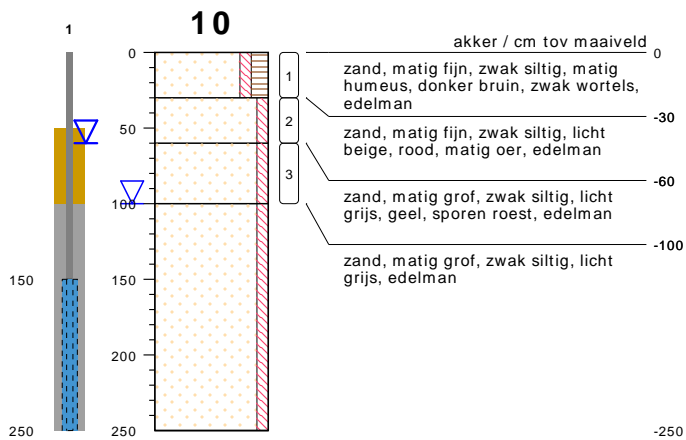 10
1
akker / cm tov maaiveld
0
0
1
zand, matig fijn, zwak siltig, matig
humeus, donker bruin, zwak wortels,
edelman
-30
2
50
zand, matig fijn, zwak siltig, licht
beige, rood, matig oer, edelman
-60
3
zand, matig grof, zwak siltig, licht
grijs, geel, sporen roest, edelman
100
-100
zand, matig grof, zwak siltig, licht
grijs, edelman
150
150
200
250
250
-250